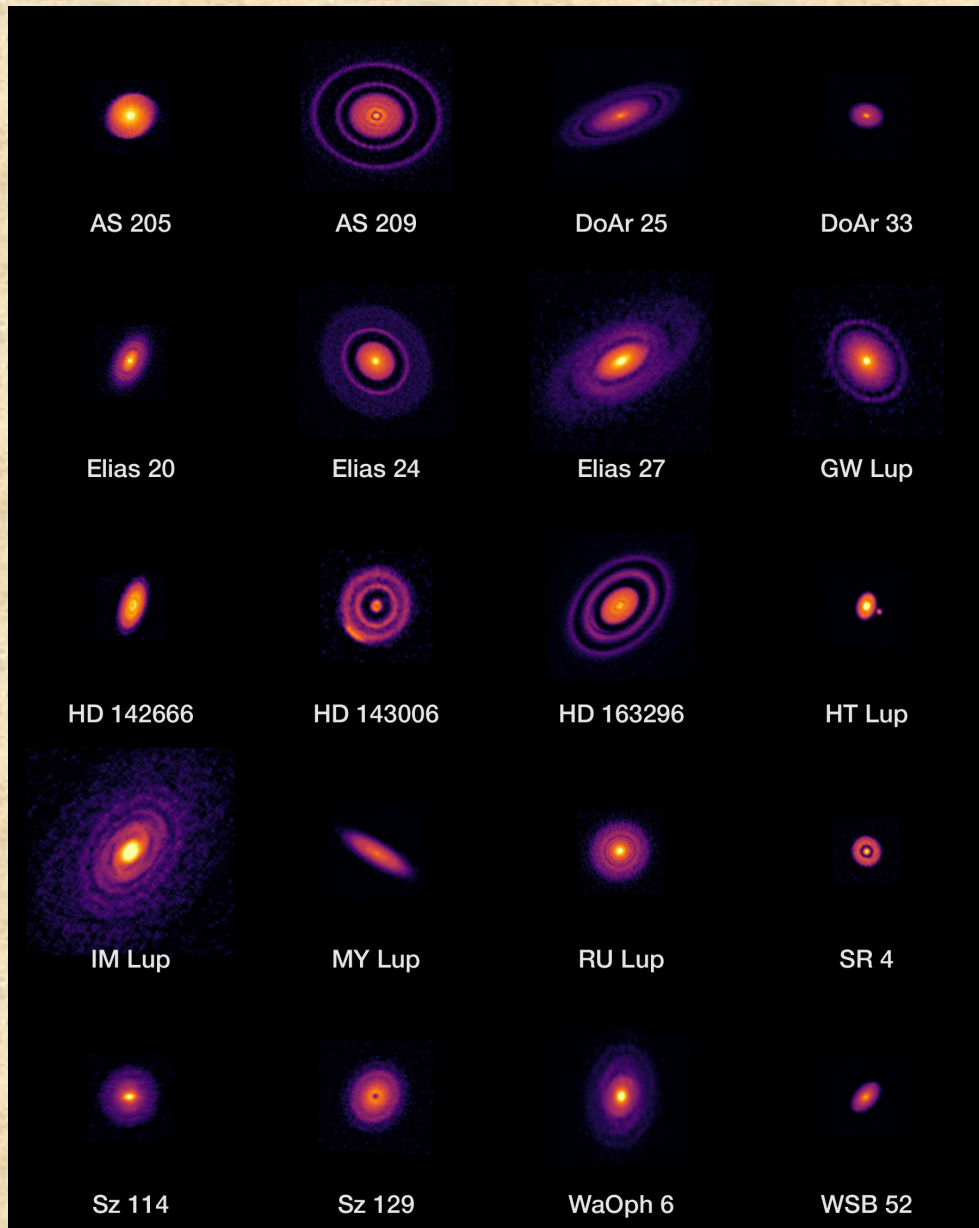 AS 205 AS 209 DoAr 25 DoAr 33
Elias 20 Elias 24 Elias 27 GW Lup
HD 142666 HD 143006 HD 163296 HT Lup
IM Lup MY Lup RU Lup SR 4
Sz 114 Sz 129 WaOph 6 WSB 52